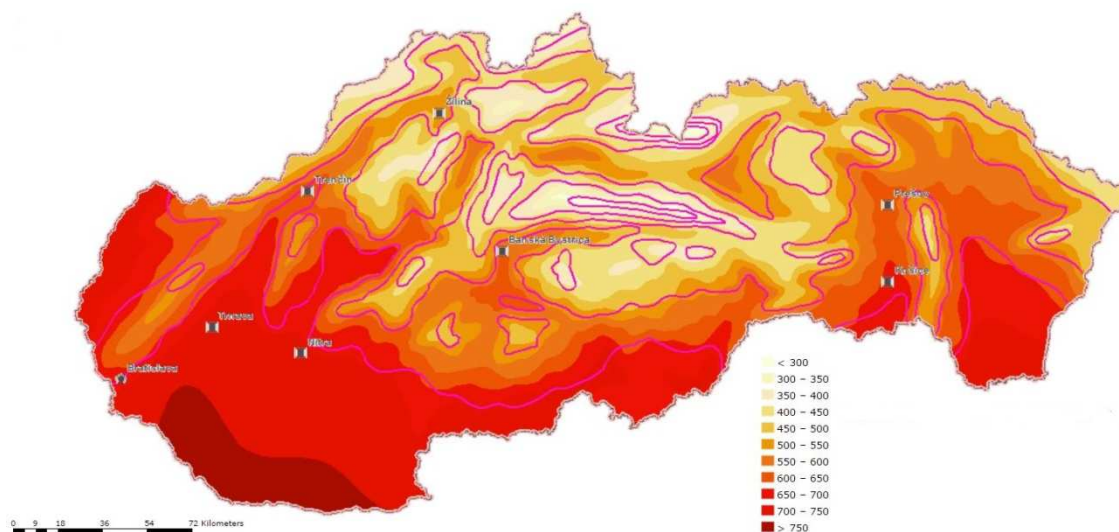 Žilina
Trenčín
Prešov
Banská Bystrica
Košice
Trnava
Nitra
Bratislava
< 300
300 – 350
350 – 400
400 – 450
450 – 500
500 – 550
550 – 600
600 – 650
650 – 700
700 – 750
> 750
0 9 18 36 54 72 Kilometers